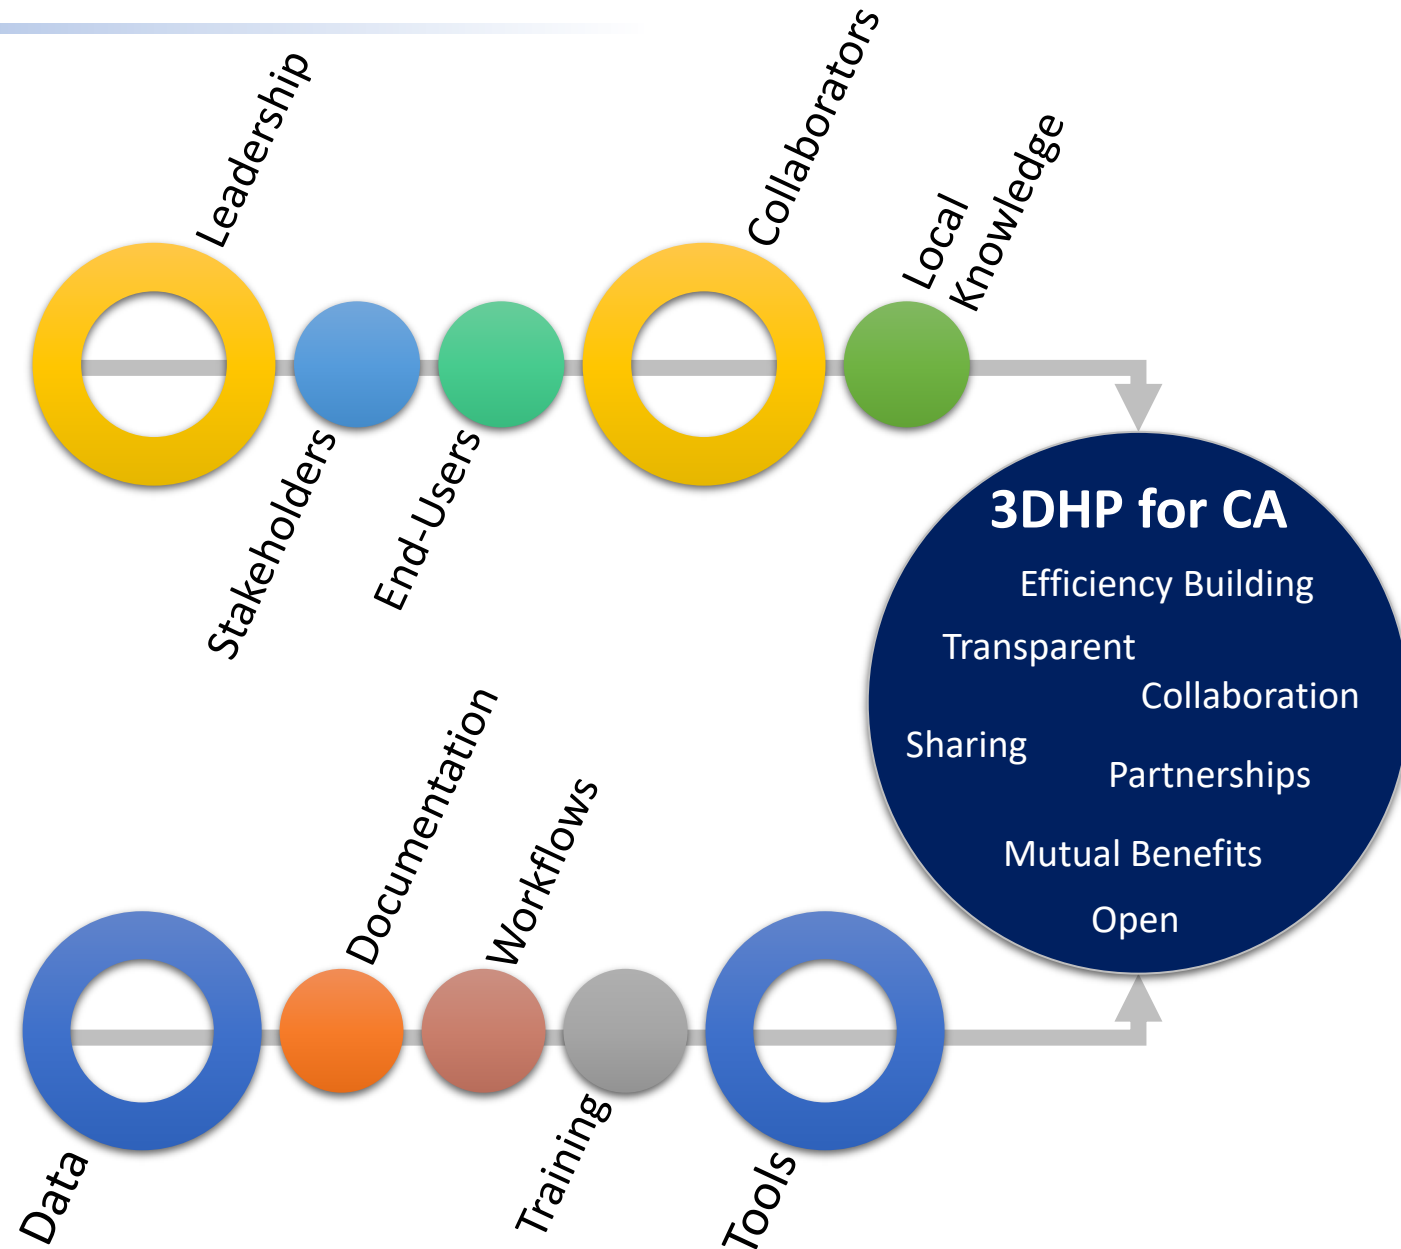 Leadership
Stakeholders
End-Users
Collaborators
Local
Knowledge
3DHP for CA
Efficiency Building
Transparent
Collaboration
Sharing
Partnerships
Mutual Benefits
Open
Data
Documentation
Workflows
Training
Tools